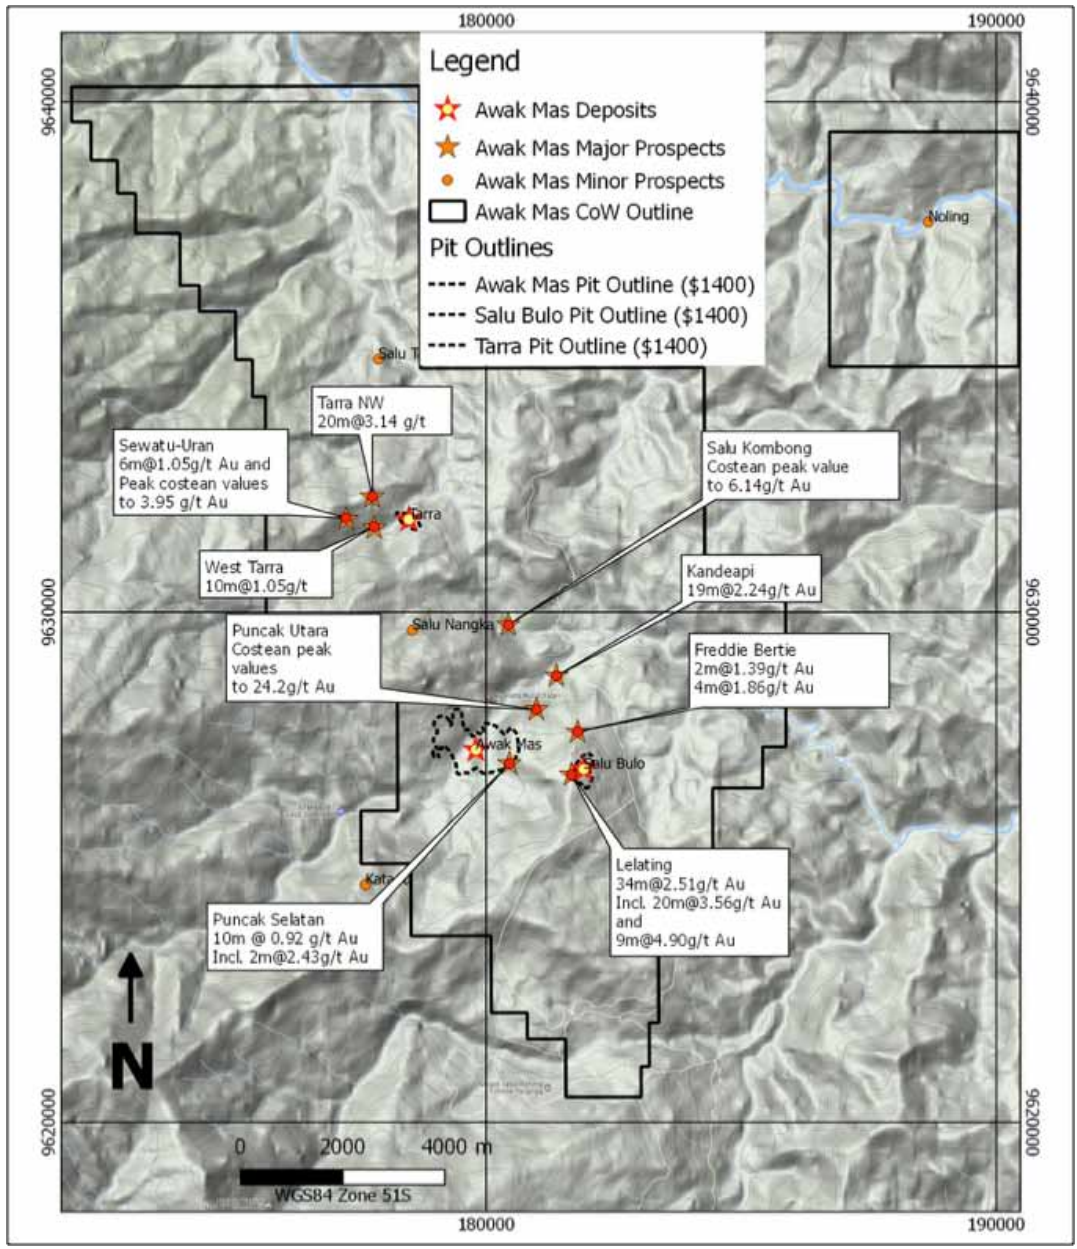 180000
190000
9640000
9640000
Legend
Awak Mas Deposits
Awak Mas Major Prospects
Awak Mas Minor Prospects
Awak Mas CoW Outline
Pit Outlines
Awak Mas Pit Outline ($1400)
Salu Bulo Pit Outline ($1400)
Tarra Pit Outline ($1400)
Noling
Salu T
Tarra NW
20m@3.14 g/t
Sewatu-Uran
6m@1.05g/t Au and
Peak costean values
to 3.95 g/t Au
Salu Kombong
Costean peak value
to 6.14g/t Au
Tarra
West Tarra
10m@1.05g/t
Kandeapi
19m@2.24g/t Au
9630000
9630000
Salu Nangka
Puncak Utara
Costean peak
values
to 24.2g/t Au
Freddie Bertie
2m@1.39g/t Au
4m@1.86g/t Au
Awak Mas
Salu Bulo
Lelating
34m@2.51g/t Au
Incl. 20m@3.56g/t Au
and
9m@4.90g/t Au
Puncak Selatan
10m @ 0.92 g/t Au
Incl. 2m@2.43g/t Au
N
9620000
9620000
0 2000 4000 m
WGS84 Zone 51S
180000
190000